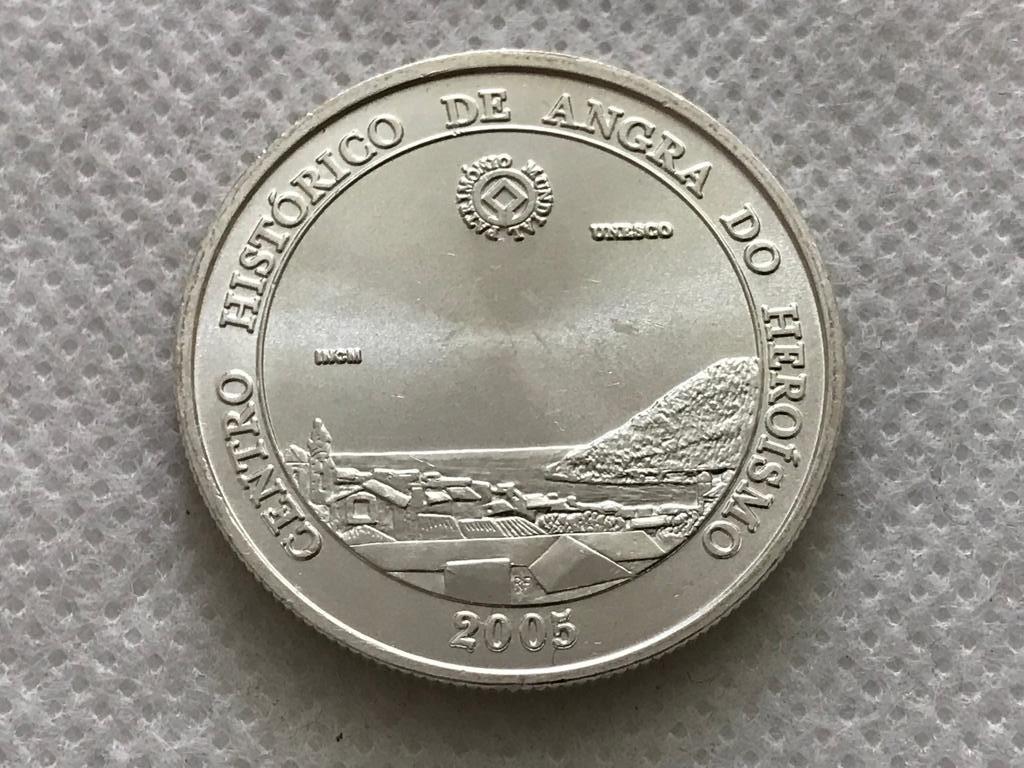 CENTRO HISTÓRICO DE ANGRA DO HEROÍSMO
PATRIMÓNIO MUNDIAL
UNESCO
INCM
2005